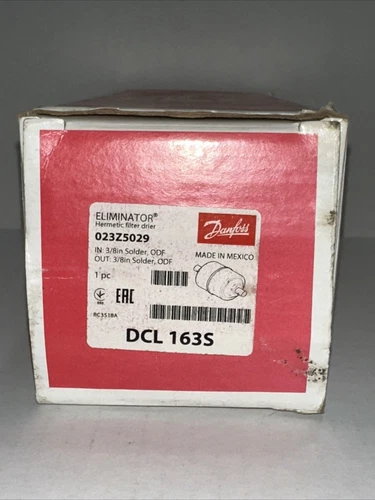 ELIMINATOR®
Hermetic filter drier
023Z5029
IN: 3/8in Solder, ODF
OUT: 3/8in Solder, ODF
1 pc
Danfoss
MADE IN MEXICO
EAC
DCL 163S